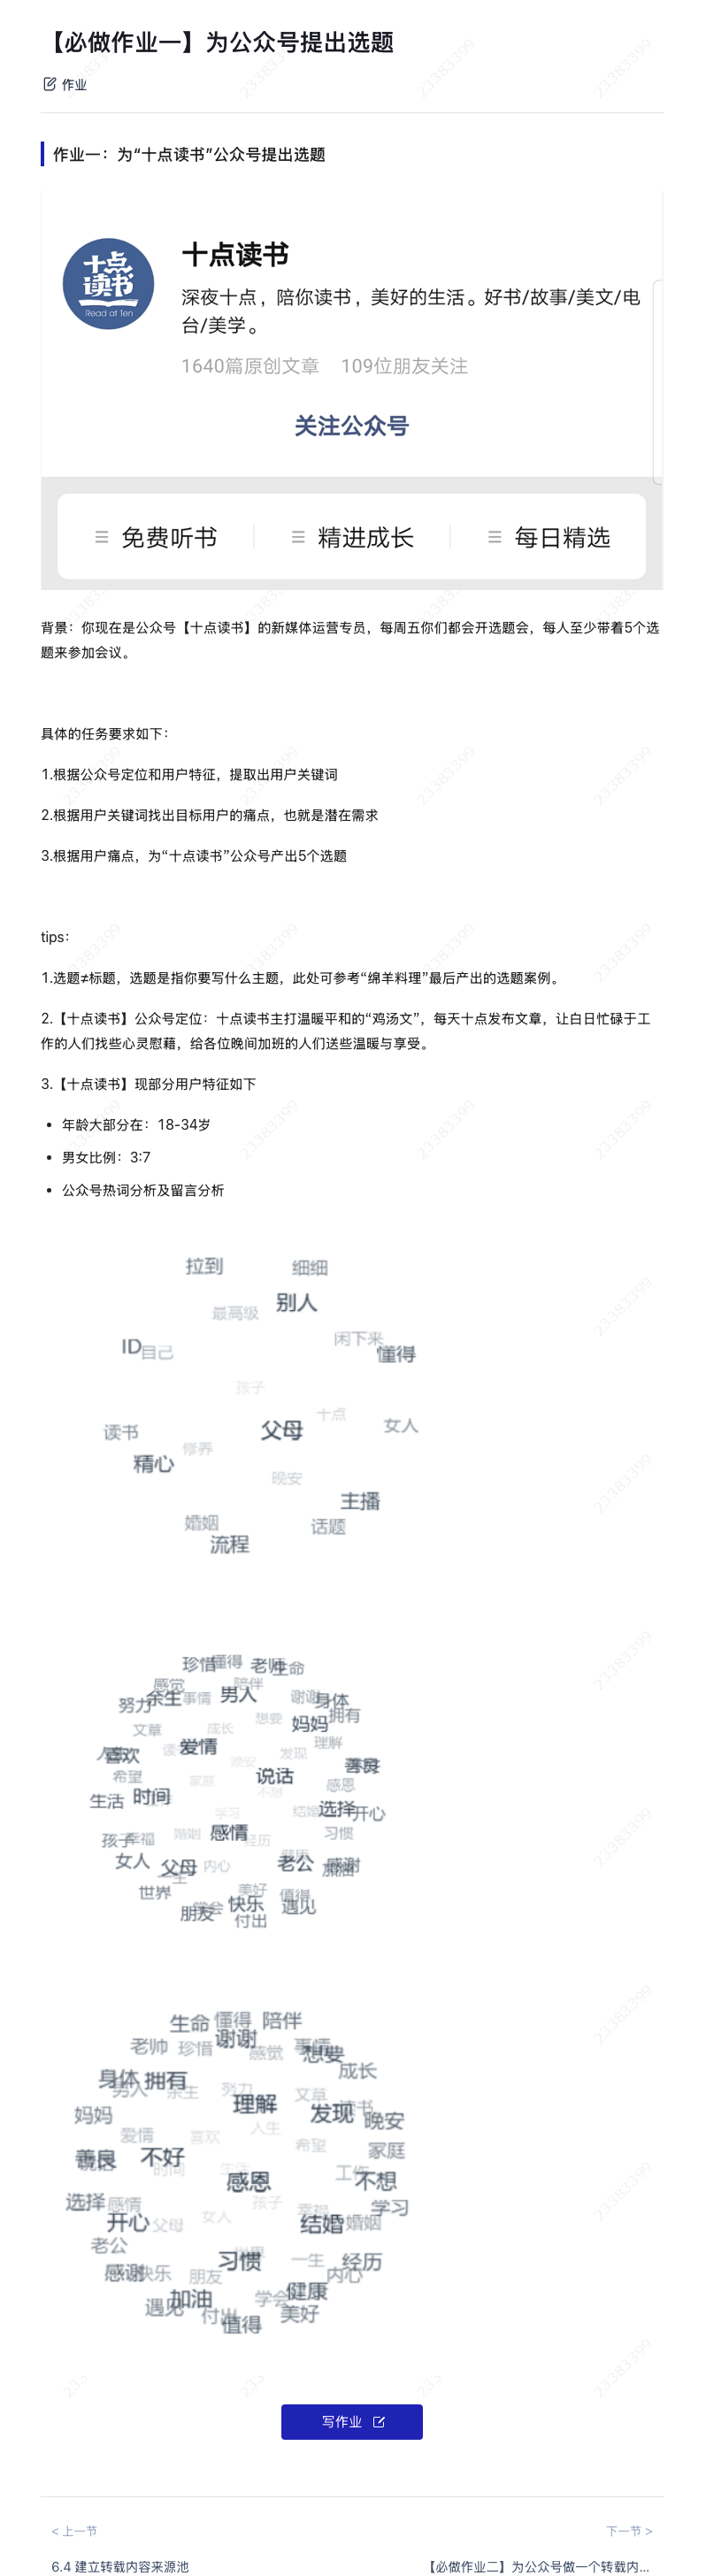 【必做作业一】为公众号提出选题
作业
作业一：为“十点读书”公众号提出选题
十点读书
Read at Ten
十点读书
深夜十点，陪你读书，美好的生活。好书/故事/美文/电
台/美学。
1640篇原创文章 109位朋友关注
关注公众号
免费听书 精进成长 每日精选
背景：你现在是公众号【十点读书】的新媒体运营专员，每周五你们都会开选题会，每人至少带着5个选
题来参加会议。
具体的任务要求如下：
1.根据公众号定位和用户特征，提取出用户关键词
2.根据用户关键词找出目标用户的痛点，也就是潜在需求
3.根据用户痛点，为“十点读书”公众号产出5个选题
tips：
1.选题≠标题，选题是指你要写什么主题，此处可参考“绵羊料理”最后产出的选题案例。
2.【十点读书】公众号定位：十点读书主打温暖平和的“鸡汤文”，每天十点发布文章，让白日忙碌于工
作的人们找些心灵慰藉，给各位晚间加班的人们送些温暖与享受。
3.【十点读书】现部分用户特征如下
年龄大部分在：18-34岁
男女比例：3:7
公众号热词分析及留言分析
拉到 细细
别人
最高级
闲下来
ID 自己 懂得
孩子
十点
读书 父母 女人
修养
精心 晚安
主播
婚姻 话题
流程
珍惜 懂得 老师 生命
感觉 陪伴
努力 余生 事情 男人 谢谢 身体
文章 成长 想要 妈妈 拥有
喜欢 爱情 发现 理解
希望 家庭 说话 善良
感恩
生活 时间 不想 选择
学习 结婚 开心
孩子 幸福 婚姻 感情 经历 习惯
女人 父母 内心 老公 感谢
一生
世界 美好 值得
朋友 学会 快乐 遇见
付出
生命 懂得 陪伴
老师 珍惜 谢谢 感觉 事情 想要
身体 拥有 成长
男人 余生 努力 文章 读书
妈妈 理解 发现 晚安
爱情 喜欢 人生 希望 家庭
善良 不好
时间 生活 感恩 工作 不想
选择 感情 孩子 学习
开心 父母 女人 幸福 结婚 婚姻
老公 世界
感谢 快乐 朋友 习惯 一生 内心 经历
遇见 加油 付出 学会 健康
值得 美好
写作业
< 上一节 下一节 >
6.4 建立转载内容来源池 【必做作业二】为公众号做一个转载内...
23383399